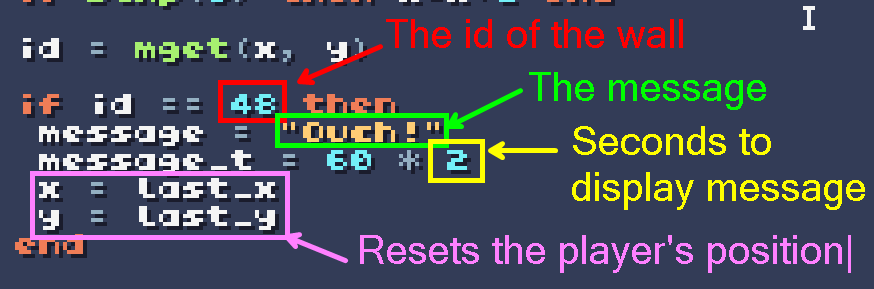 id = mget(x, y)
The id of the wall
if id == 48 then
The message
message = "Ouch!"
message_t = 60 * 2
Seconds to
display message
x = last_x
y = last_y
end
Resets the player's position